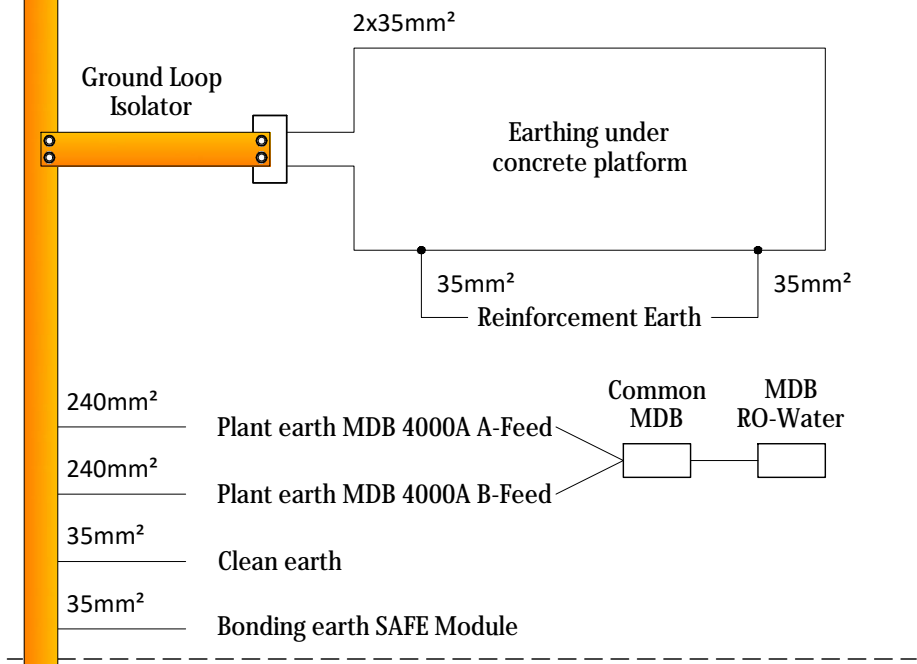 2x35mm²
Ground Loop
Isolator
Earthing under
concrete platform
35mm²
35mm²
Reinforcement Earth
240mm²
Plant earth MDB 4000A A-Feed
Common
MDB
MDB
RO-Water
240mm²
Plant earth MDB 4000A B-Feed
35mm²
Clean earth
35mm²
Bonding earth SAFE Module